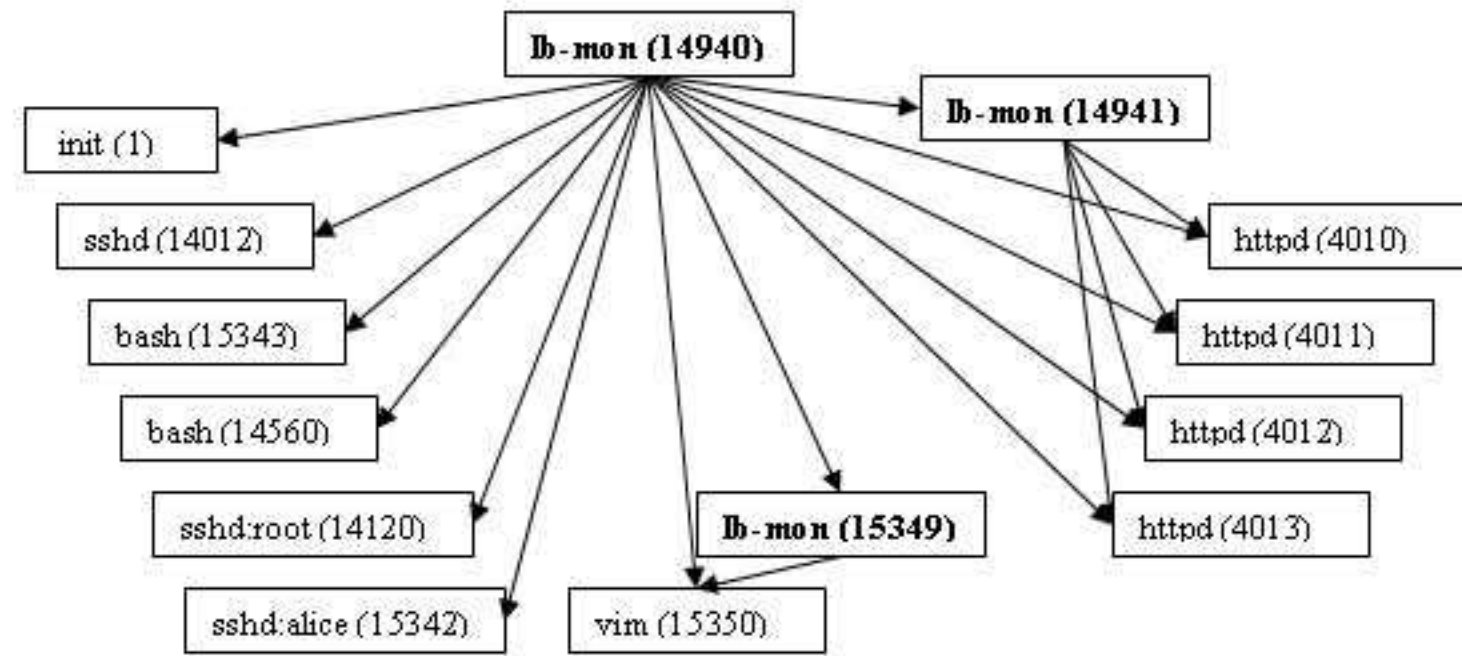 lb-mon (14940)
lb-mon (14941)
init (1)
sshd (14012)
httpd (4010)
bash (15343)
httpd (4011)
bash (14560)
httpd (4012)
sshd:root (14120)
lb-mon (15349)
httpd (4013)
sshd:alice (15342)
vim (15350)